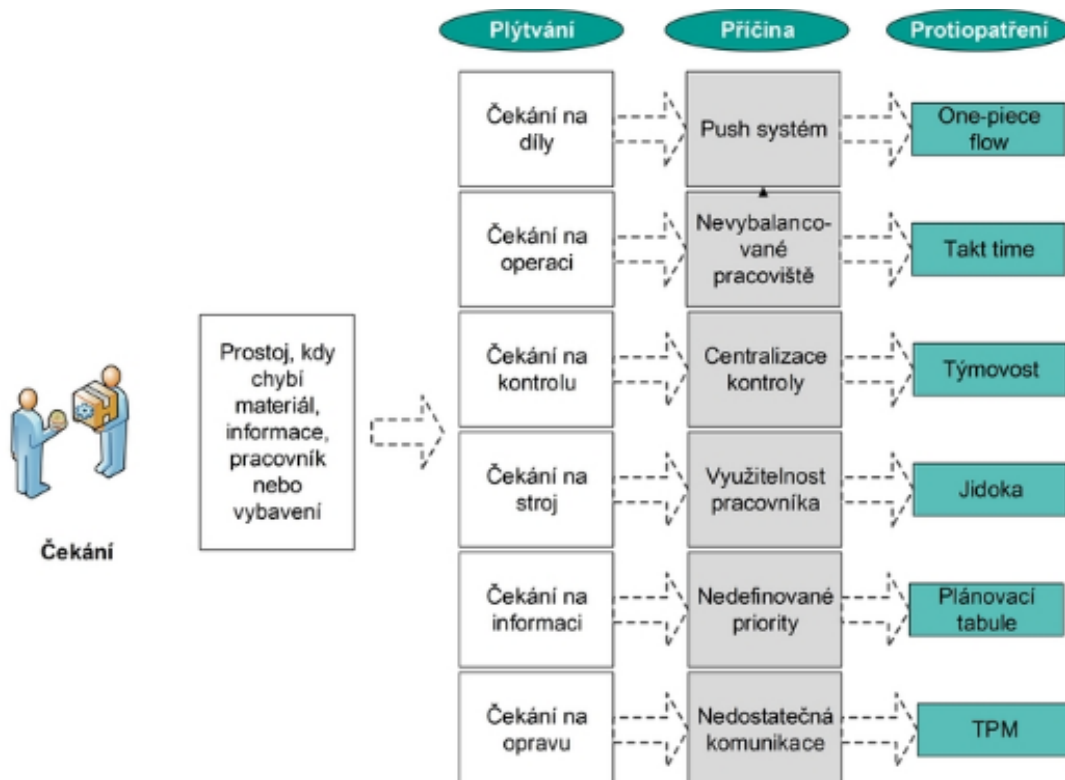 Plýtvání
Příčina
Protiopatření
Čekání na
díly
Push systém
One-piece
flow
Čekání na
operaci
Nevybalanco-
vané
pracoviště
Takt time
Prostoj, kdy
chybí
materiál,
informace,
pracovník
nebo
vybavení
Čekání
Čekání na
kontrolu
Centralizace
kontroly
Týmovost
Čekání na
stroj
Využitelnost
pracovníka
Jidoka
Čekání na
informaci
Nedefinované
priority
Plánovací
tabule
Čekání na
opravu
Nedostatečná
komunikace
TPM